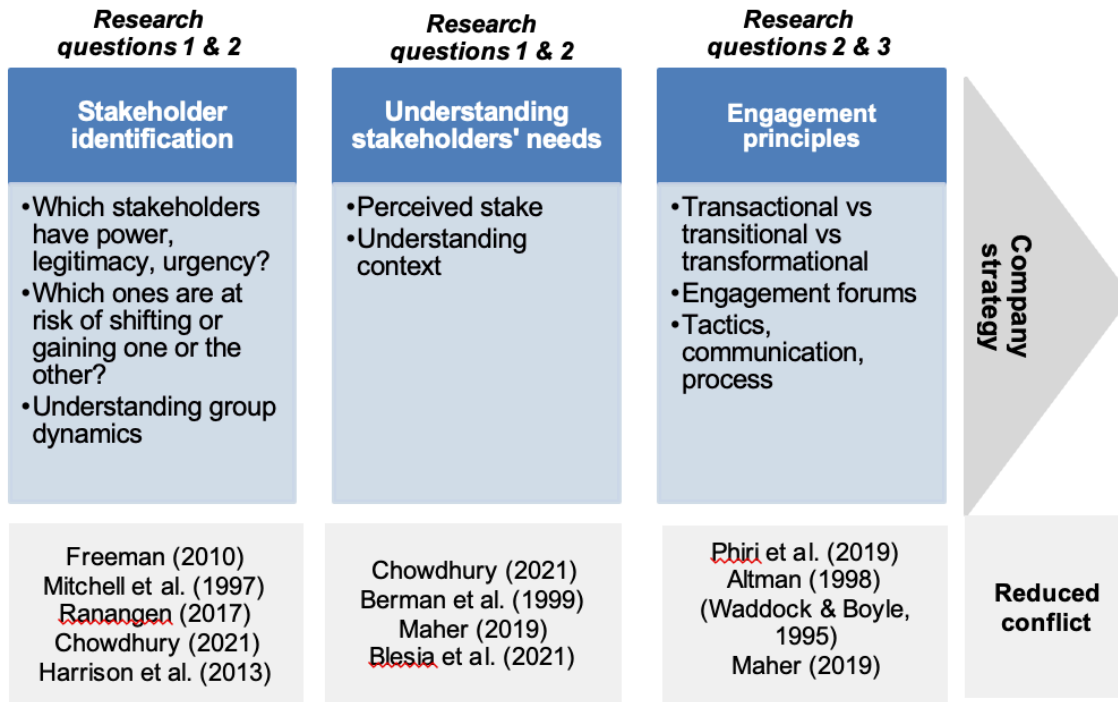 Research
questions 1 & 2
Stakeholder
identification
•Which stakeholders
have power,
legitimacy, urgency?
•Which ones are at
risk of shifting or
gaining one or the
other?
•Understanding group
dynamics
Freeman (2010)
Mitchell et al. (1997)
Ranangen (2017)
Chowdhury (2021)
Harrison et al. (2013)
Research
questions 1 & 2
Understanding
stakeholders' needs
•Perceived stake
•Understanding
context
Chowdhury (2021)
Berman et al. (1999)
Maher (2019)
Blesia et al. (2021)
Research
questions 2 & 3
Engagement
principles
•Transactional vs
transitional vs
transformational
•Engagement forums
•Tactics,
communication,
process
Phiri et al. (2019)
Altman (1998)
(Waddock & Boyle,
1995)
Maher (2019)
Company
strategy
Reduced
conflict